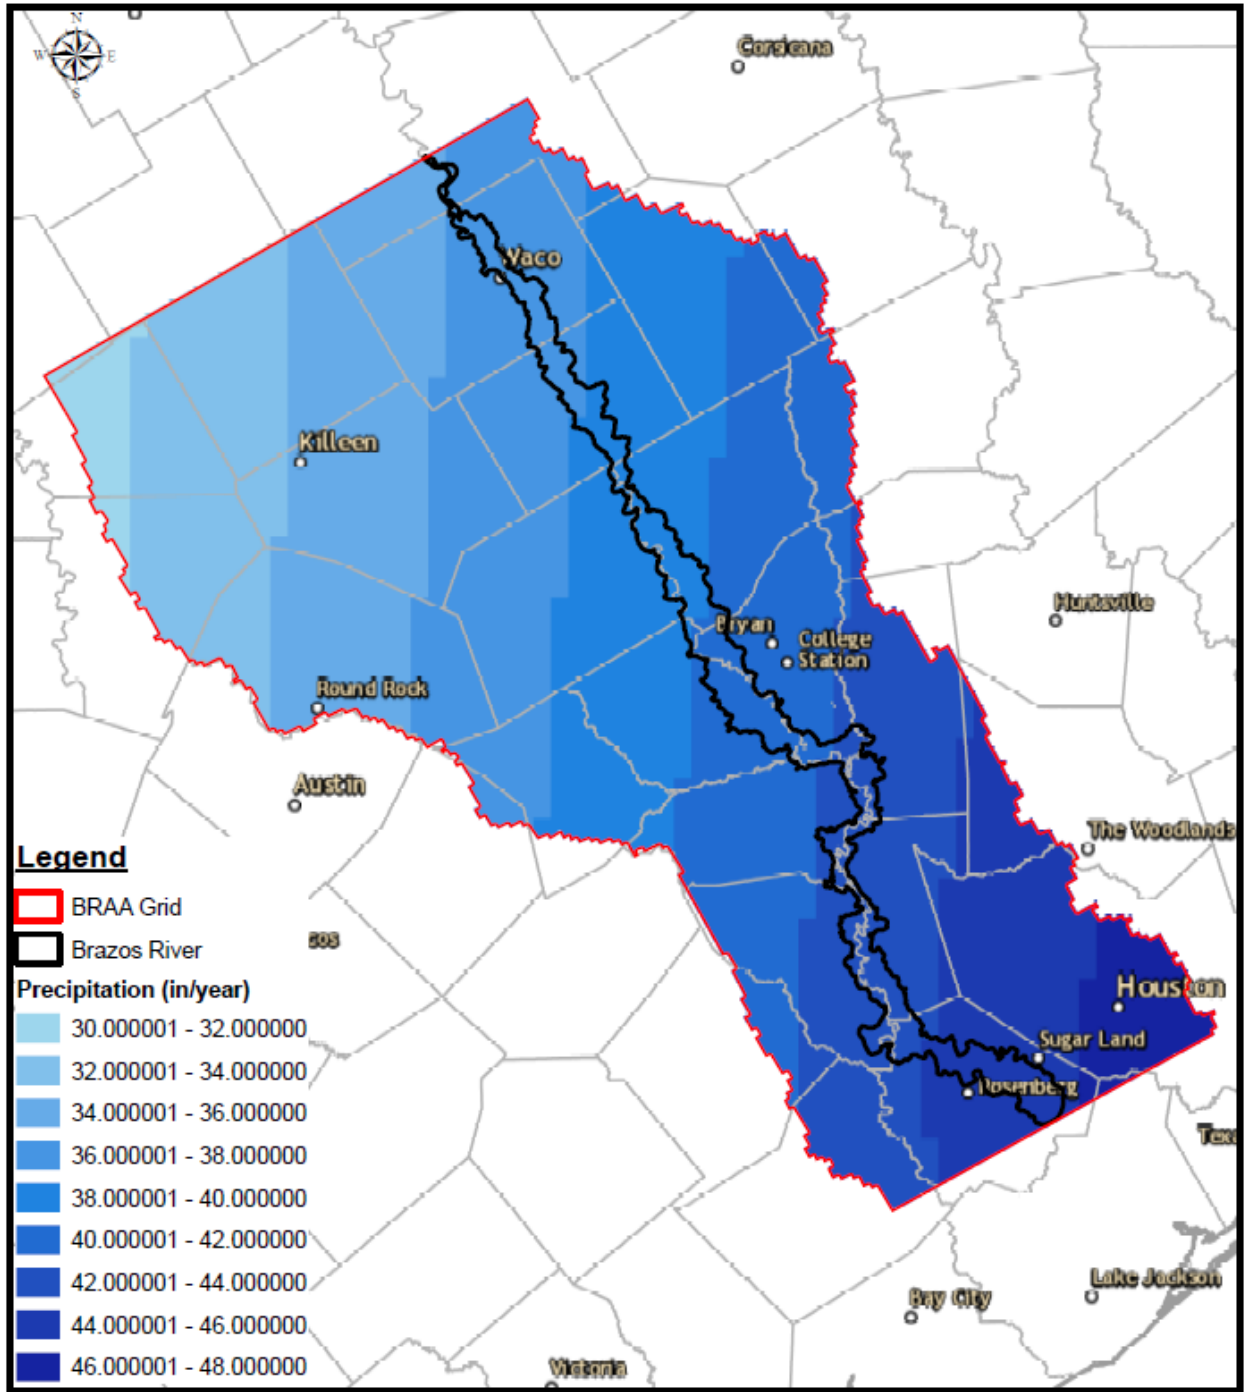 N
W
E
S
Corsicana
Waco
Killeen
Huntsville
Bryan
College
Station
Round Rock
Austin
The Woodlands
Legend
BRAA Grid
Brazos River
Houston
Sugar Land
Rosenberg
Precipitation (in/year)
30.000001 - 32.000000
32.000001 - 34.000000
34.000001 - 36.000000
36.000001 - 38.000000
38.000001 - 40.000000
40.000001 - 42.000000
42.000001 - 44.000000
44.000001 - 46.000000
46.000001 - 48.000000
Lake Jackson
Bay City
Victoria